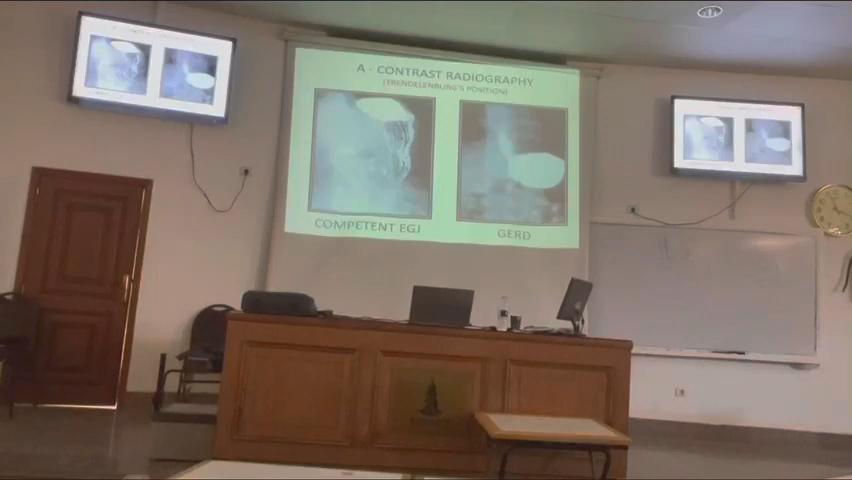 A - CONTRAST RADIOGRAPHY
(TRENDELENBURG'S POSITION)
COMPETENT EGJ
GERD